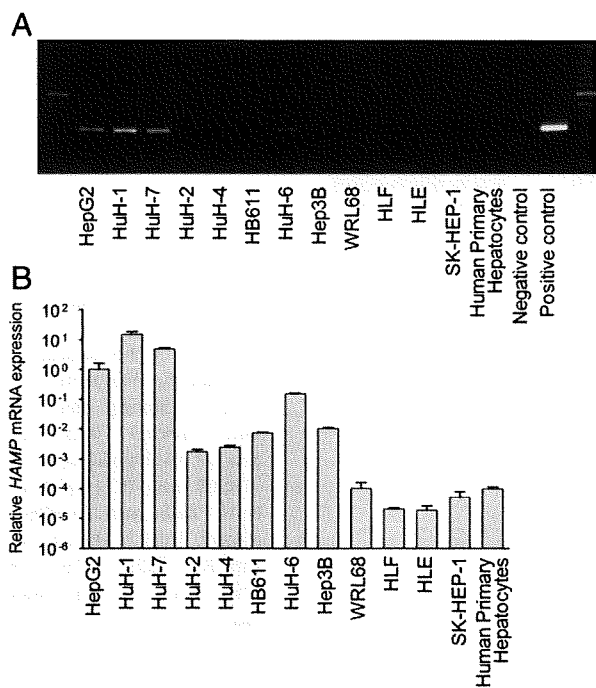 A
HepG2
HuH-1
HuH-7
HuH-2
HuH-4
HB611
HuH-6
Hep3B
WRL68
HLF
HLE
SK-HEP-1
Human Primary
Hepatocytes
Negative control
Positive control
B
Relative HAMP mRNA expression
10²
10¹
10⁰
10⁻¹
10⁻²
10⁻³
10⁻⁴
10⁻⁵
10⁻⁶
HepG2
HuH-1
HuH-7
HuH-2
HuH-4
HB611
HuH-6
Hep3B
WRL68
HLF
HLE
SK-HEP-1
Human Primary
Hepatocytes